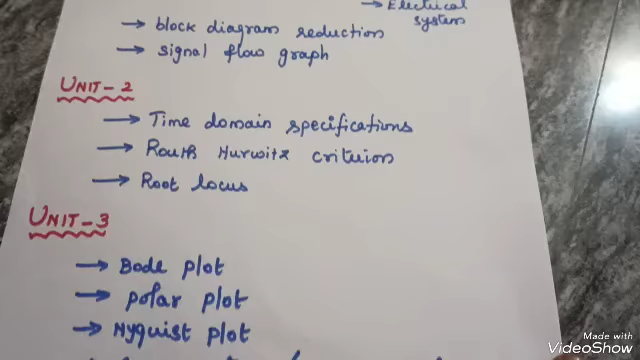 → Electrical
system
→ block diagram reduction
→ signal flow graph
UNIT-2
→ Time domain specifications
→ Routh Hurwitz criterion
→ Root locus
UNIT-3
→ Bode plot
→ polar plot
→ Nyquist plot
Made with
VideoShow